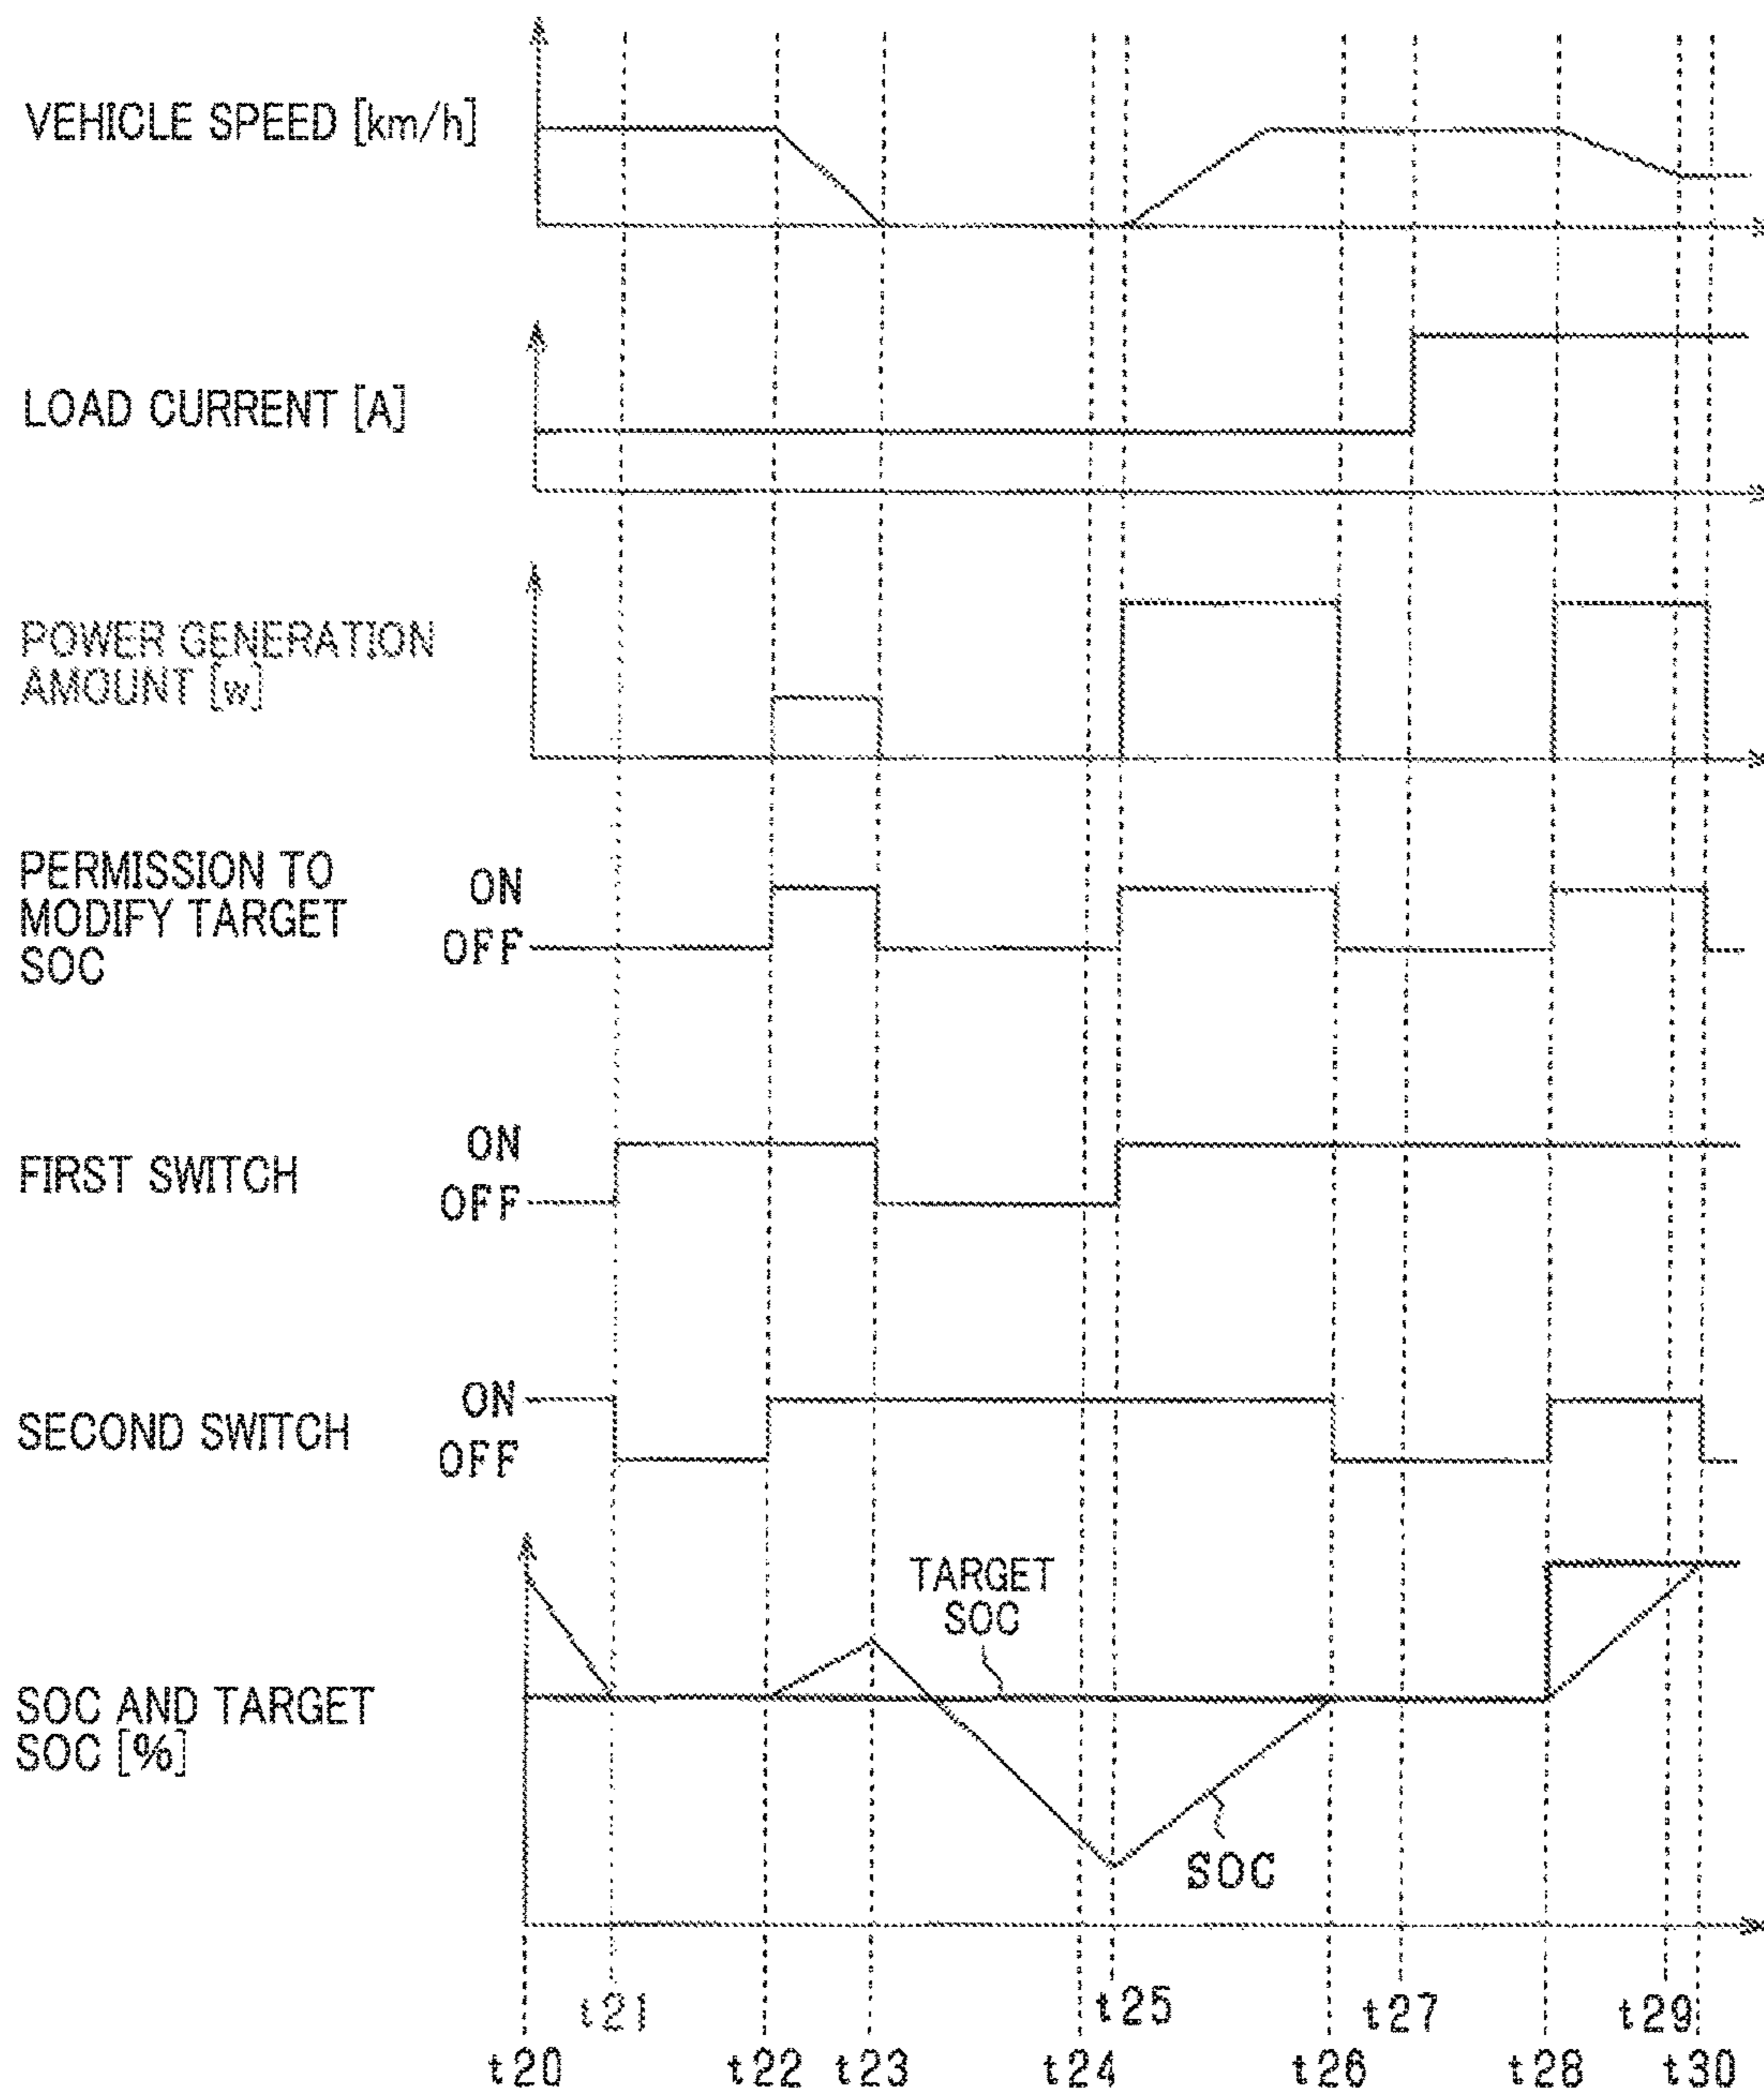 VEHICLE SPEED [km/h]
LOAD CURRENT [A]
POWER GENERATION
AMOUNT [w]
PERMISSION TO
MODIFY TARGET
SOC
ON
OFF
FIRST SWITCH
ON
OFF
SECOND SWITCH
ON
OFF
SOC AND TARGET
SOC [%]
TARGET
SOC
SOC
t21
t25
t27
t29
t20
t22
t23
t24
t26
t28
t30